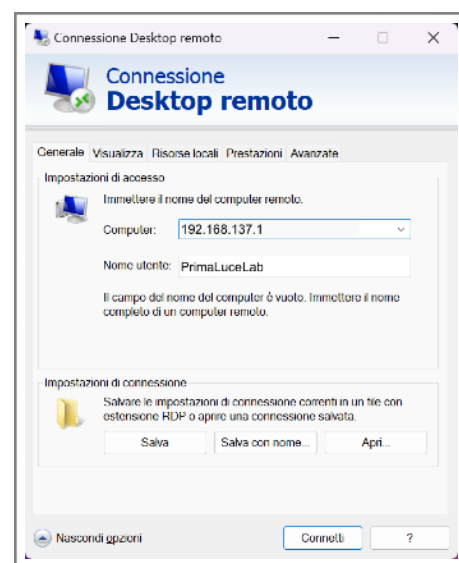 Connessione Desktop remoto
Connessione
Desktop remoto
Generale Visualizza Risorse locali Prestazioni Avanzate
Impostazioni di accesso
Immettere il nome del computer remoto.
Computer: 192.168.137.1
Nome utente: PrimaLuceLab
Il campo del nome del computer è vuoto. Immettere il nome
completo di un computer remoto.
Impostazioni di connessione
Salvare le impostazioni di connessione correnti in un file con
estensione RDP o aprire una connessione salvata.
Salva Salva con nome... Apri...
Nascondi opzioni Connetti ?